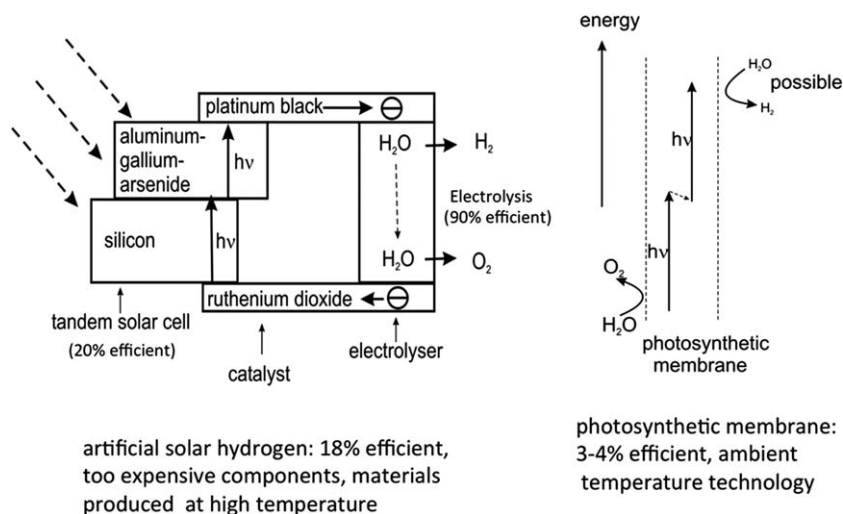 platinum black
aluminum-
gallium-
arsenide
hν
silicon
hν
H₂O
H₂
Electrolysis
(90% efficient)
H₂O
O₂
ruthenium dioxide
tandem solar cell
(20% efficient)
catalyst
electrolyser
artificial solar hydrogen: 18% efficient,
too expensive components, materials
produced at high temperature
energy
H₂O
possible
H₂
hν
hν
O₂
H₂O
photosynthetic
membrane
photosynthetic membrane:
3-4% efficient, ambient
temperature technology